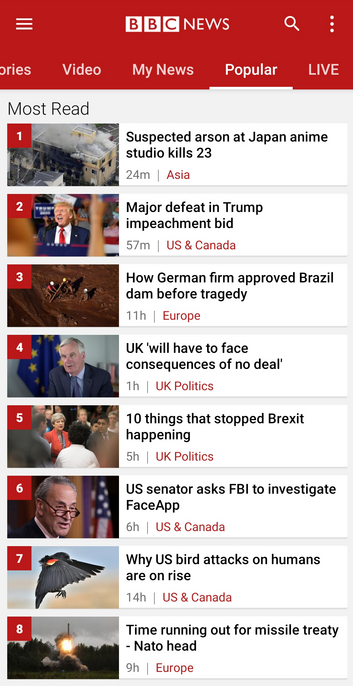 BBC NEWS
ories Video My News Popular LIVE
Most Read
1
Suspected arson at Japan anime
studio kills 23
24m | Asia
2
Major defeat in Trump
impeachment bid
57m | US & Canada
3
How German firm approved Brazil
dam before tragedy
11h | Europe
4
UK 'will have to face
consequences of no deal'
1h | UK Politics
5
10 things that stopped Brexit
happening
5h | UK Politics
6
US senator asks FBI to investigate
FaceApp
6h | US & Canada
7
Why US bird attacks on humans
are on rise
14h | US & Canada
8
Time running out for missile treaty
- Nato head
9h | Europe